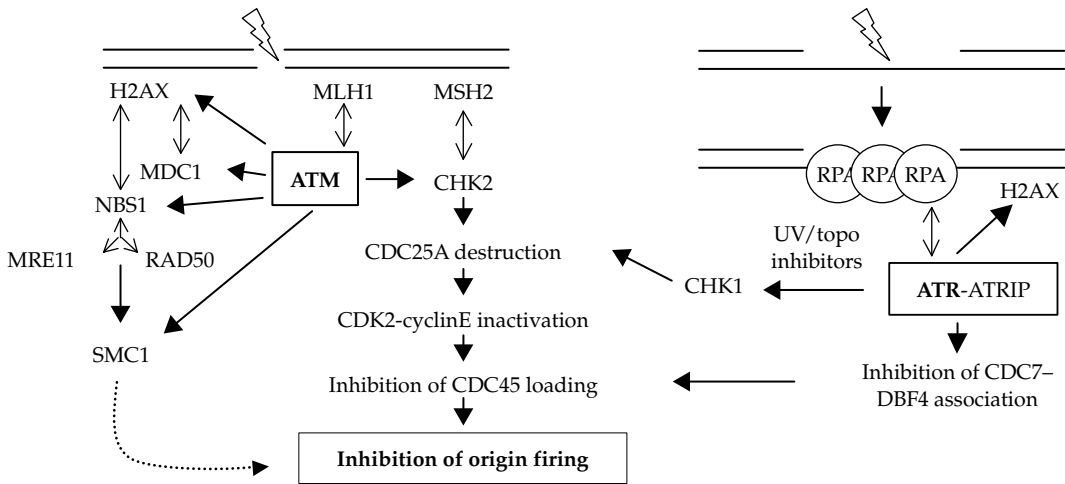 H2AX
MLH1
MSH2
MDC1
ATM
CHK2
NBS1
MRE11
RAD50
SMC1
CDC25A destruction
CDK2-cyclinE inactivation
Inhibition of CDC45 loading
Inhibition of origin firing
RPA
RPA
RPA
H2AX
UV/topo
inhibitors
CHK1
ATR-ATRIP
Inhibition of CDC7–
DBF4 association